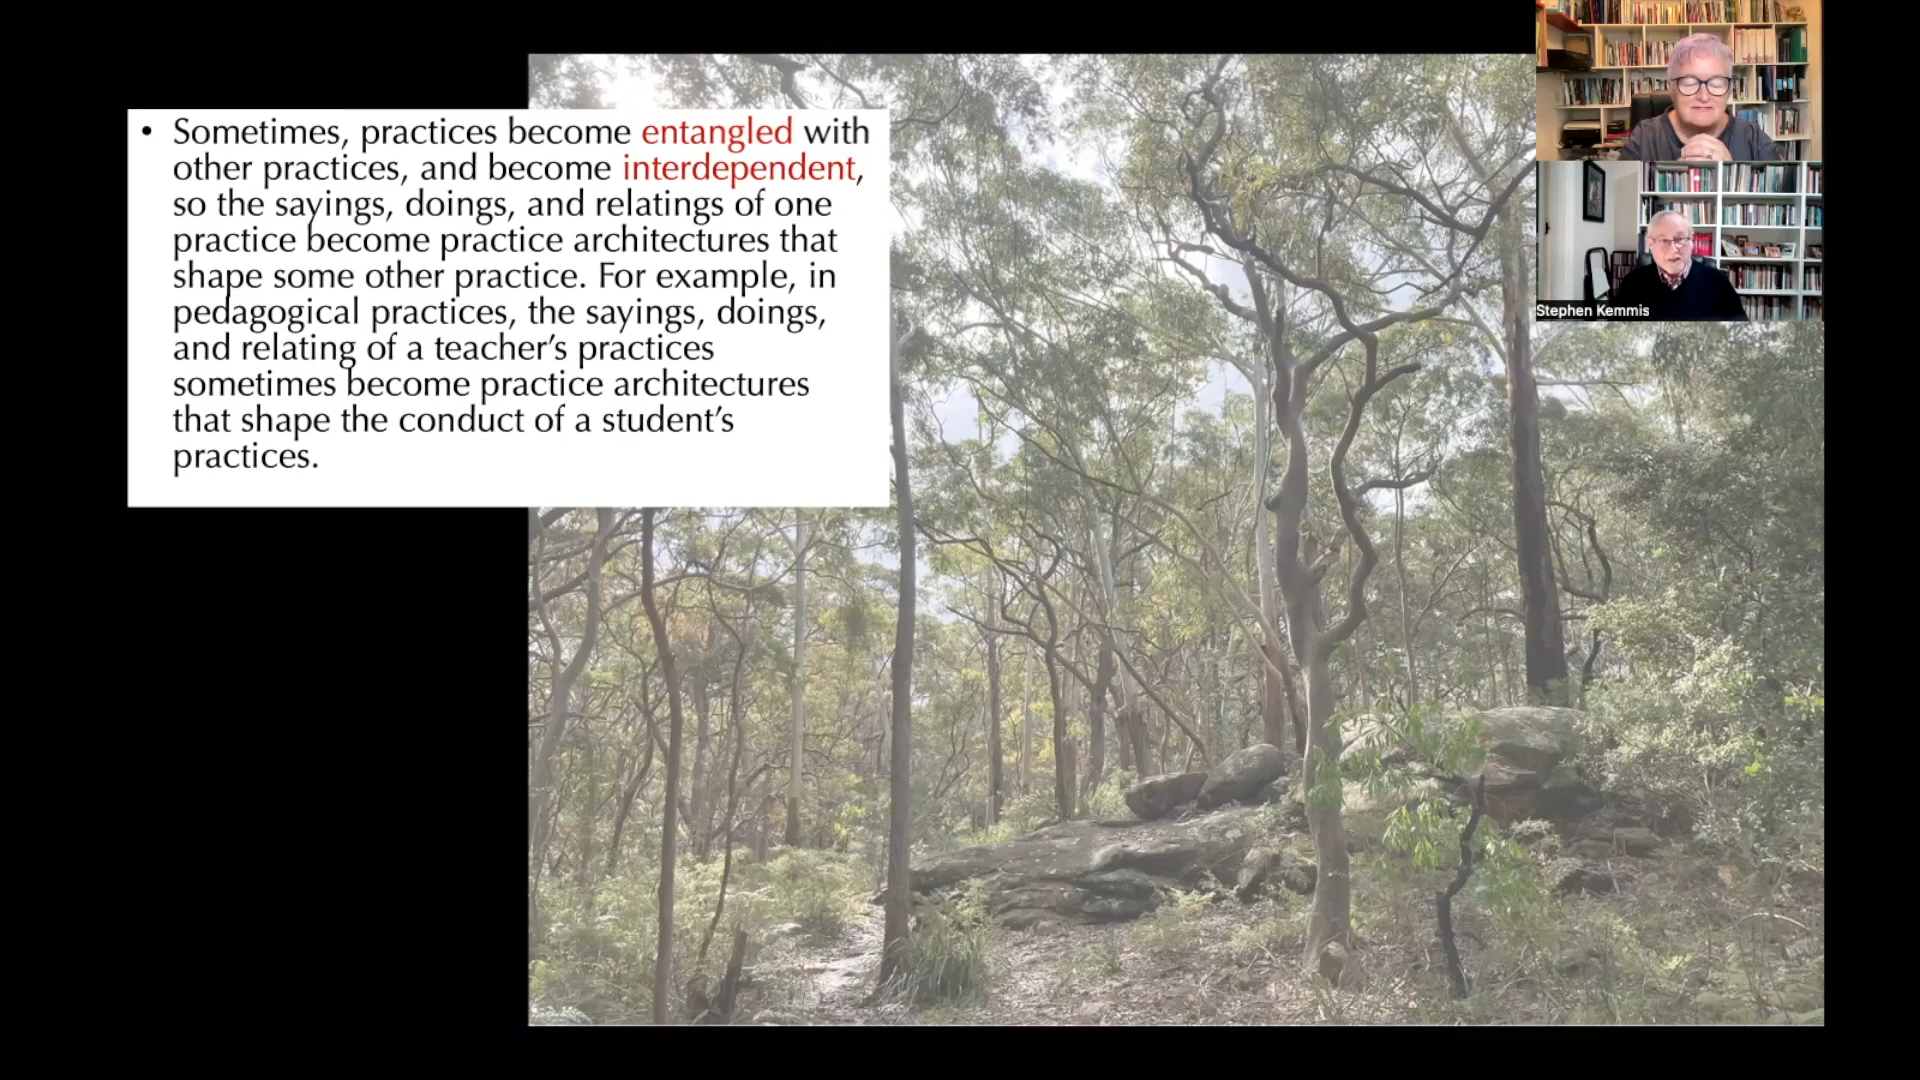 • Sometimes, practices become entangled with
other practices, and become interdependent,
so the sayings, doings, and relatings of one
practice become practice architectures that
shape some other practice. For example, in
pedagogical practices, the sayings, doings,
and relating of a teacher’s practices
sometimes become practice architectures
that shape the conduct of a student’s
practices.
Stephen Kemmis